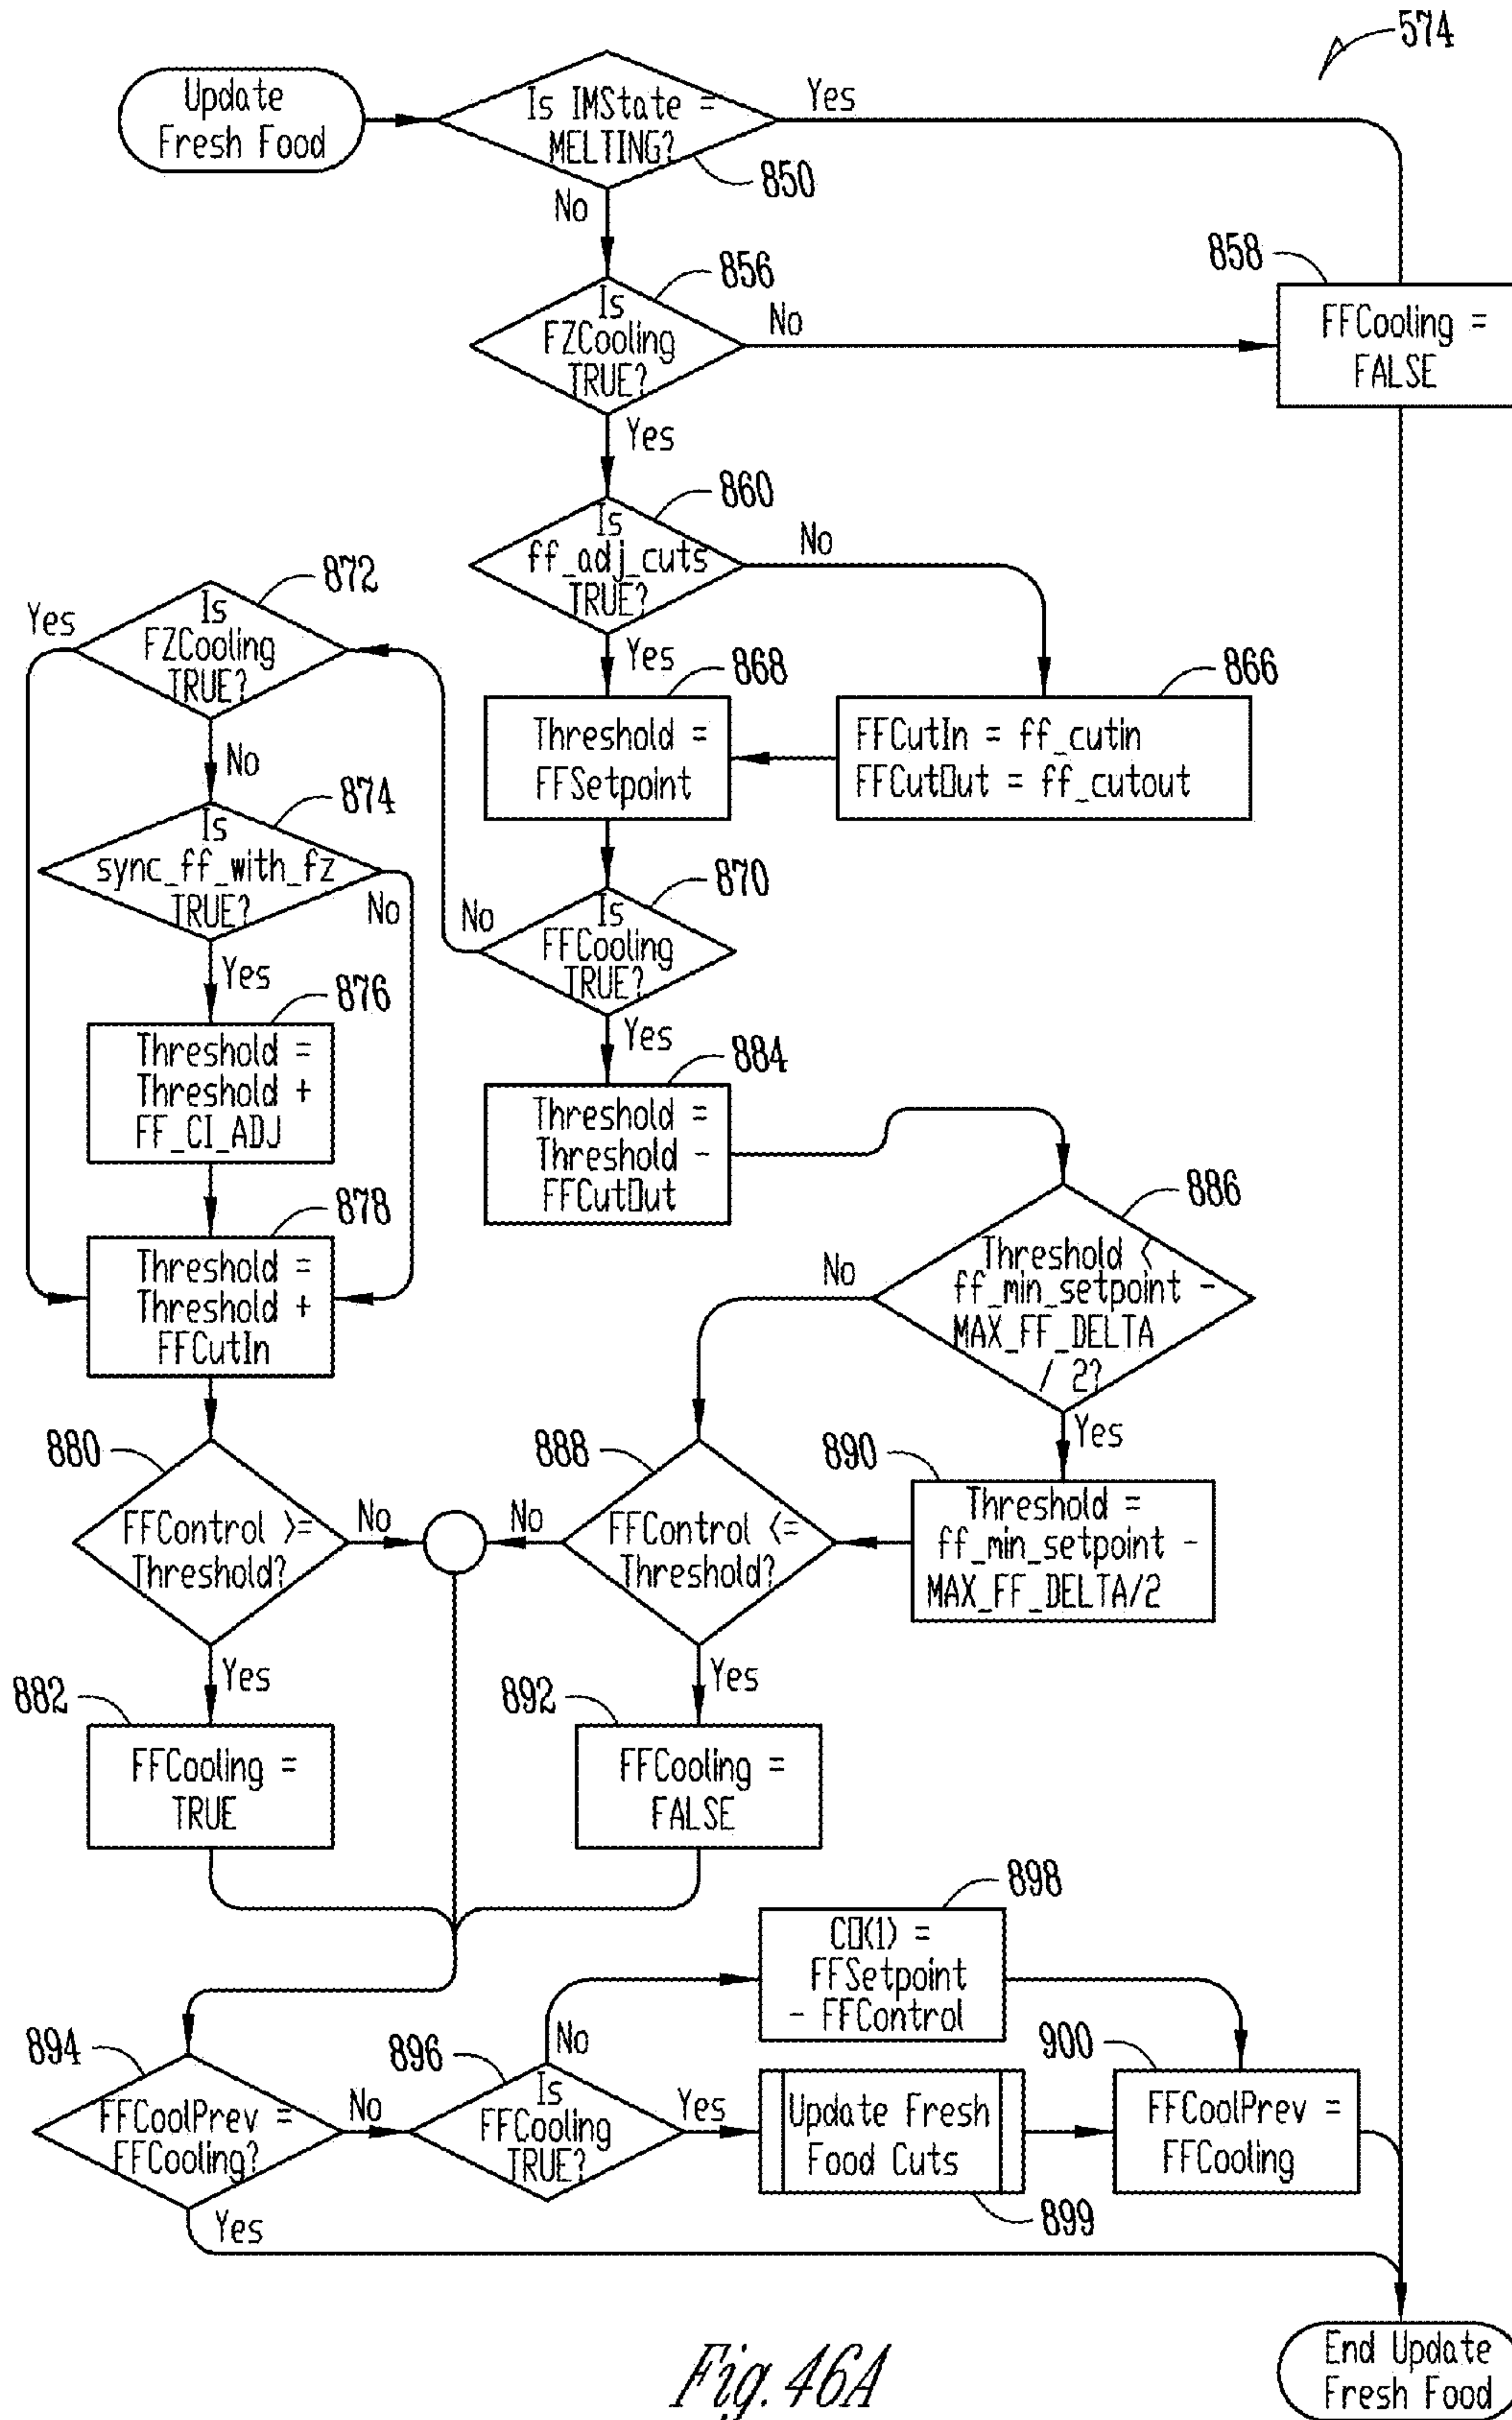 574
Update
Fresh Food
Is IMState =
MELTING?
Yes
850
No
856
Is
FZCooling
TRUE?
No
858
FFCooling =
FALSE
Yes
860
Is
ff_adj_cuts
TRUE?
No
872
Is
FZCooling
TRUE?
Yes
Yes
868
Threshold =
FFSetpoint
866
FFCutIn = ff_cutin
FFCutOut = ff_cutout
No
874
Is
sync_ff_with_fz
TRUE?
No
870
Is
FFCooling
TRUE?
No
Yes
876
Threshold =
Threshold +
FF_CI_ADJ
Yes
884
Threshold =
Threshold -
FFCutOut
886
Threshold <
ff_min_setpoint -
MAX_FF_DELTA
/ 2?
No
878
Threshold =
Threshold +
FFCutIn
Yes
880
FFControl >=
Threshold?
No
888
FFControl <=
Threshold?
No
890
Threshold =
ff_min_setpoint -
MAX_FF_DELTA/2
Yes
882
FFCooling =
TRUE
Yes
892
FFCooling =
FALSE
898
CO(1) =
FFSetpoint
- FFControl
894
FFCoolPrev =
FFCooling?
No
896
Is
FFCooling
TRUE?
No
Yes
Update Fresh
Food Cuts
899
900
FFCoolPrev =
FFCooling
Yes
End Update
Fresh Food
Fig. 46A